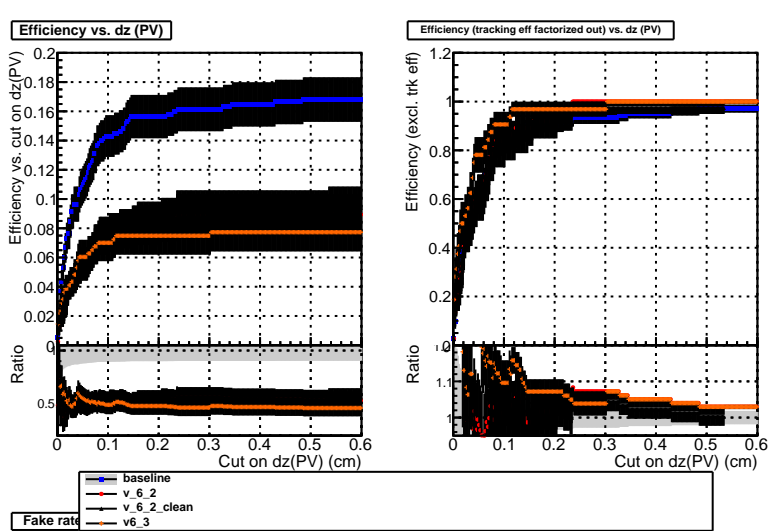 Efficiency vs. dz (PV)
Efficiency vs. cut on dz(PV)
0.2
0.18
0.16
0.14
0.12
0.1
0.08
0.06
0.04
0.02
0
Ratio
1
0.5
0
0.1
0.2
0.3
0.4
0.5
0.6
Cut on dz(PV) (cm)
Efficiency (tracking eff factorized out) vs. dz (PV)
Efficiency (excl. trk eff)
1.2
1
0.8
0.6
0.4
0.2
0
Ratio
1.1
1
0
0.1
0.2
0.3
0.4
0.5
0.6
Cut on dz(PV) (cm)
baseline
v_6_2
v_6_2_clean
v6_3
Fake rate